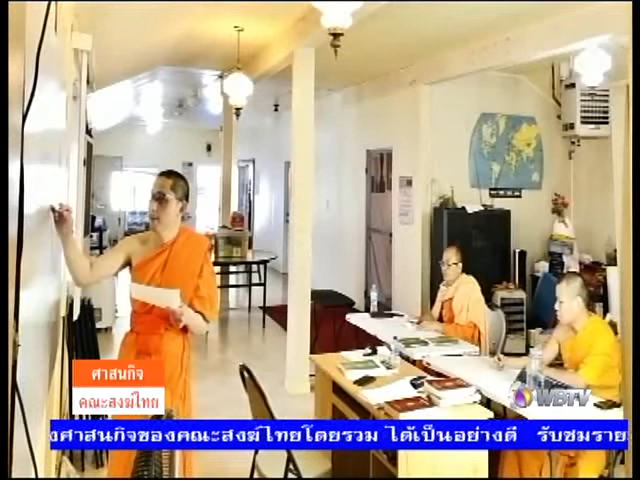 ศาสนกิจ
คณะสงฆ์ไทย
WBTV
งศาสนกิจของคณะสงฆ์ไทยโดยรวม ได้เป็นอย่างดี รับชมราย